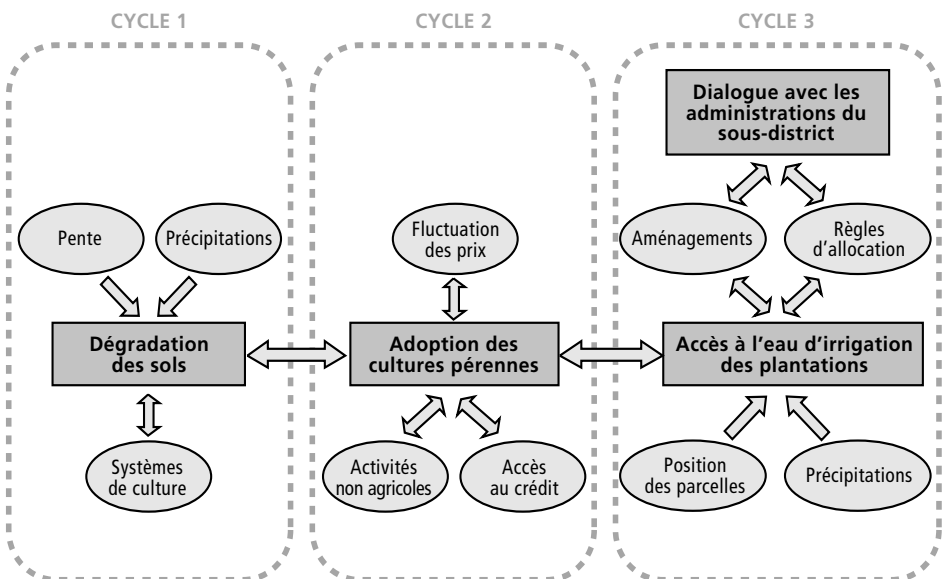 CYCLE 1
CYCLE 2
CYCLE 3
Dialogue avec les
administrations du
sous-district
Pente
Précipitations
Fluctuation
des prix
Aménagements
Règles
d'allocation
Dégradation
des sols
Adoption des
cultures pérennes
Accès à l'eau d'irrigation
des plantations
Systèmes
de culture
Activités
non agricoles
Accès
au crédit
Position
des parcelles
Précipitations